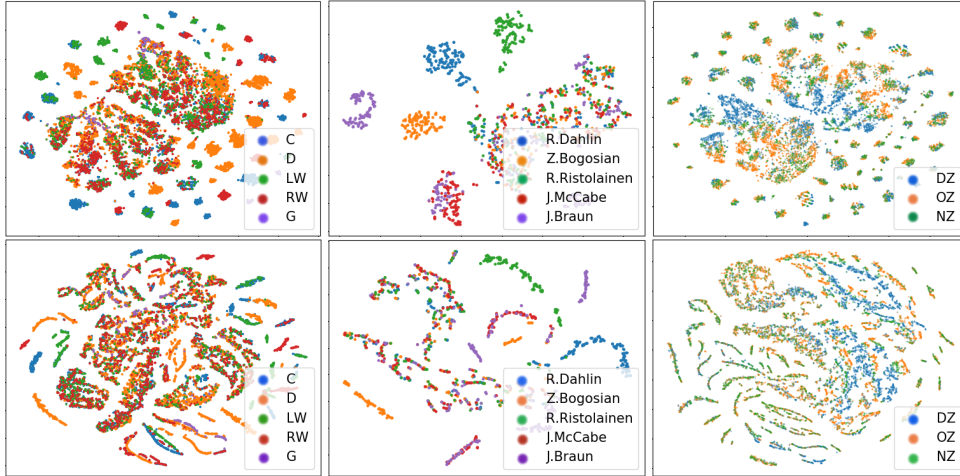 C
D
LW
RW
G
R.Dahlin
Z.Bogosian
R.Ristolainen
J.McCabe
J.Braun
DZ
OZ
NZ
C
D
LW
RW
G
R.Dahlin
Z.Bogosian
R.Ristolainen
J.McCabe
J.Braun
DZ
OZ
NZ